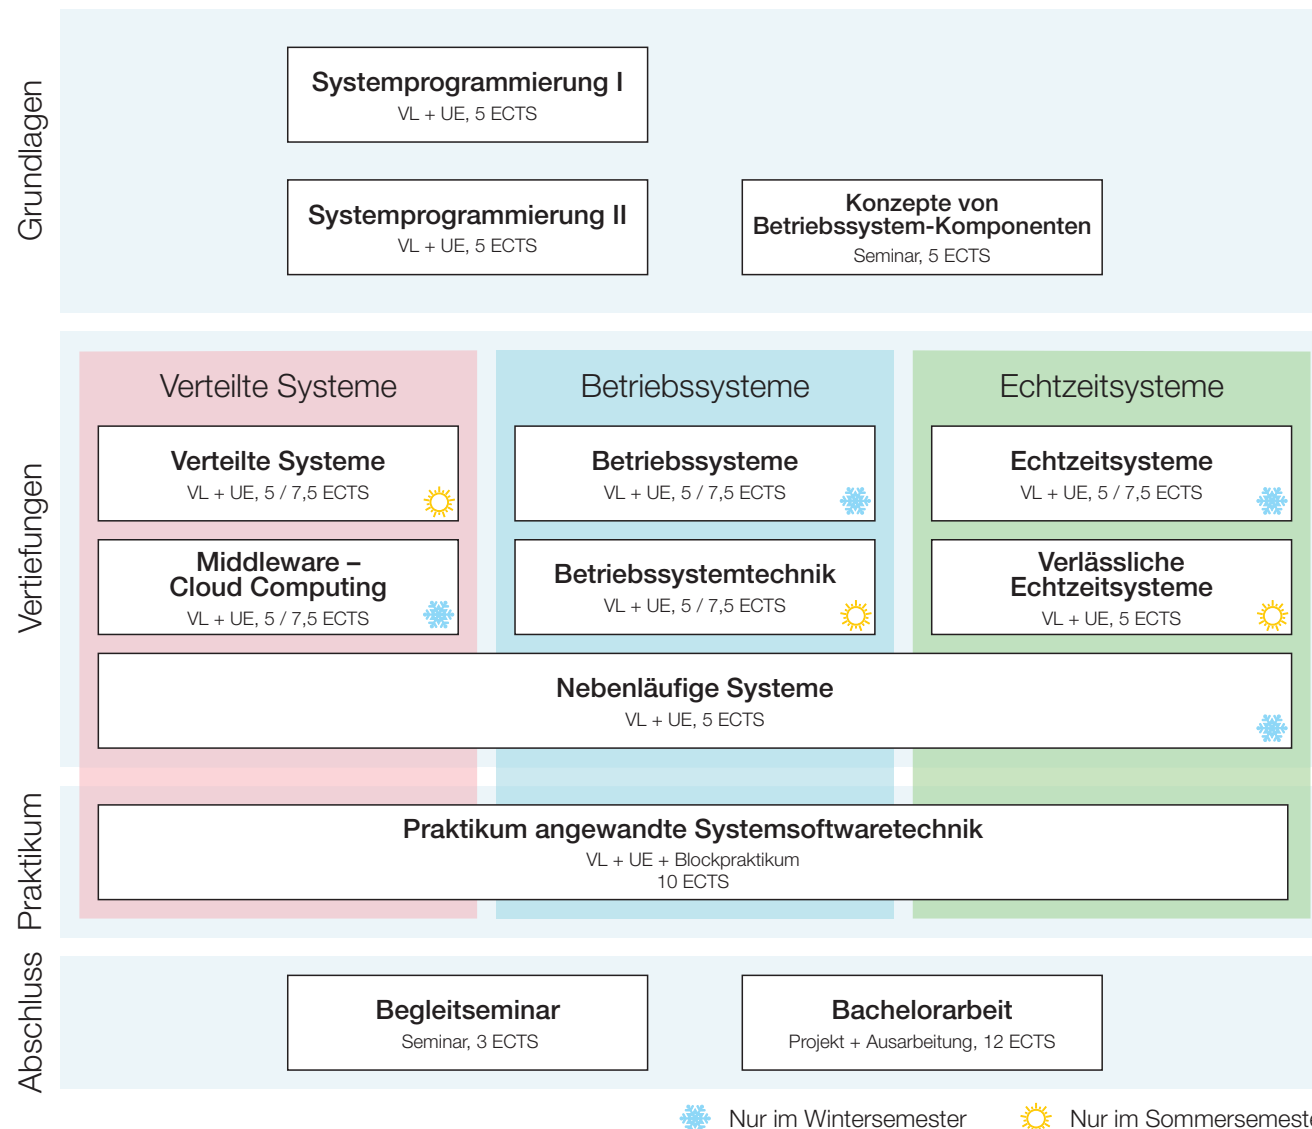 Grundlagen
Systemprogrammierung I
VL + UE, 5 ECTS
Systemprogrammierung II
VL + UE, 5 ECTS
Konzepte von
Betriebssystem-Komponenten
Seminar, 5 ECTS
Vertiefungen
Verteilte Systeme
Verteilte Systeme
VL + UE, 5 / 7,5 ECTS
Middleware –
Cloud Computing
VL + UE, 5 / 7,5 ECTS
Betriebssysteme
Betriebssysteme
VL + UE, 5 / 7,5 ECTS
Betriebssystemtechnik
VL + UE, 5 / 7,5 ECTS
Echtzeitsysteme
Echtzeitsysteme
VL + UE, 5 / 7,5 ECTS
Verlässliche
Echtzeitsysteme
VL + UE, 5 ECTS
Nebenläufige Systeme
VL + UE, 5 ECTS
Praktikum
Praktikum angewandte Systemsoftwaretechnik
VL + UE + Blockpraktikum
10 ECTS
Abschluss
Begleitseminar
Seminar, 3 ECTS
Bachelorarbeit
Projekt + Ausarbeitung, 12 ECTS
Nur im Wintersemester
Nur im Sommersemeste